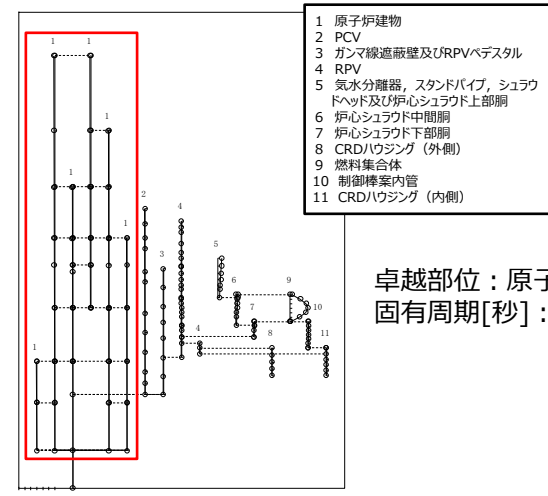 1 原子炉建物
2 PCV
3 ガンマ線遮蔽壁及びRPVペデスタル
4 RPV
5 気水分離器，スタンドパイプ，シュラウ
ドヘッド及び炉心シュラウド上部胴
6 炉心シュラウド中間胴
7 炉心シュラウド下部胴
8 CRDハウジング（外側）
9 燃料集合体
10 制御棒案内管
11 CRDハウジング（内側）
1 1
1
1
2
4
1
3
5
6
9
10
7
4
8
11
1
卓越部位：原子
固有周期[秒]：